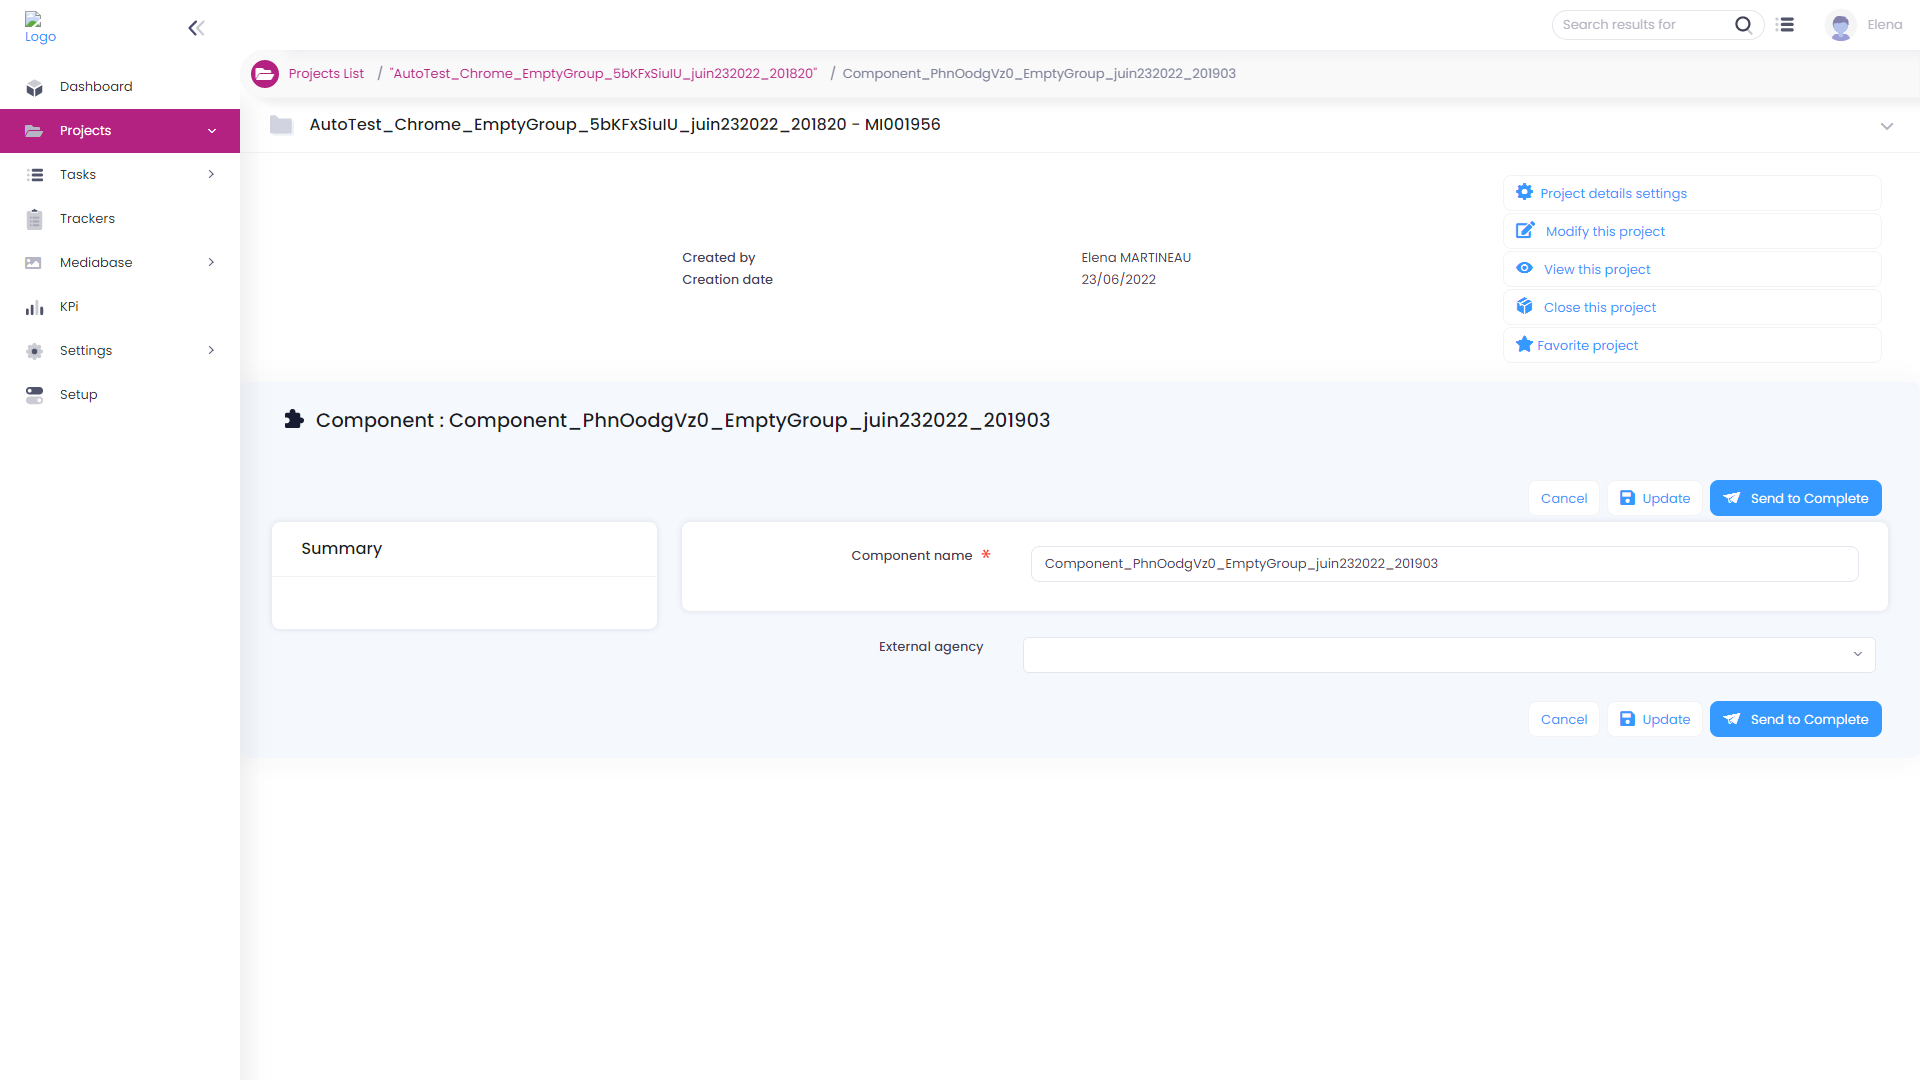 Logo
Search results for
Elena
Dashboard
Projects
Tasks
Trackers
Mediabase
KPi
Settings
Setup
Projects List / "AutoTest_Chrome_EmptyGroup_5bKFxSiuIU_juin232022_201820" / Component_PhnOodgVz0_EmptyGroup_juin232022_201903
AutoTest_Chrome_EmptyGroup_5bKFxSiuIU_juin232022_201820 - MI001956
Created by Elena MARTINEAU
Creation date 23/06/2022
Project details settings
Modify this project
View this project
Close this project
Favorite project
Component : Component_PhnOodgVz0_EmptyGroup_juin232022_201903
Cancel Update Send to Complete
Summary
Component name * Component_PhnOodgVz0_EmptyGroup_juin232022_201903
External agency
Cancel Update Send to Complete